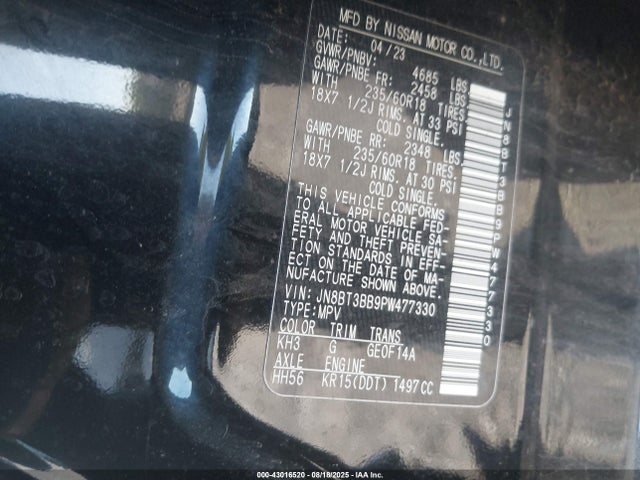 MFD BY NISSAN MOTOR CO.,LTD.
DATE: 04/23
GVWR/PNBV: 4685 LBS
GAWR/PNBE FR: 2458 LBS
WITH 235/60R18 TIRES,
18X7 1/2J RIMS. AT 33 PSI
COLD SINGLE.
GAWR/PNBE RR: 2348 LBS
WITH 235/60R18 TIRES,
18X7 1/2J RIMS. AT 30 PSI
COLD SINGLE.
THIS VEHICLE CONFORMS
TO ALL APPLICABLE FED-
ERAL MOTOR VEHICLE SA-
FETY AND THEFT PREVEN-
TION STANDARDS IN EFF-
ECT ON THE DATE OF MA-
NUFACTURE SHOWN ABOVE.
VIN: JN8BT3BB9PW477330
TYPE:MPV
COLOR TRIM TRANS
KH3 G GE0F14A
AXLE ENGINE
HH56 KR15(DDT) 1497CC
JN8BT3BB9PW477330
000-43016520 - 08/18/2025 - IAA Inc.